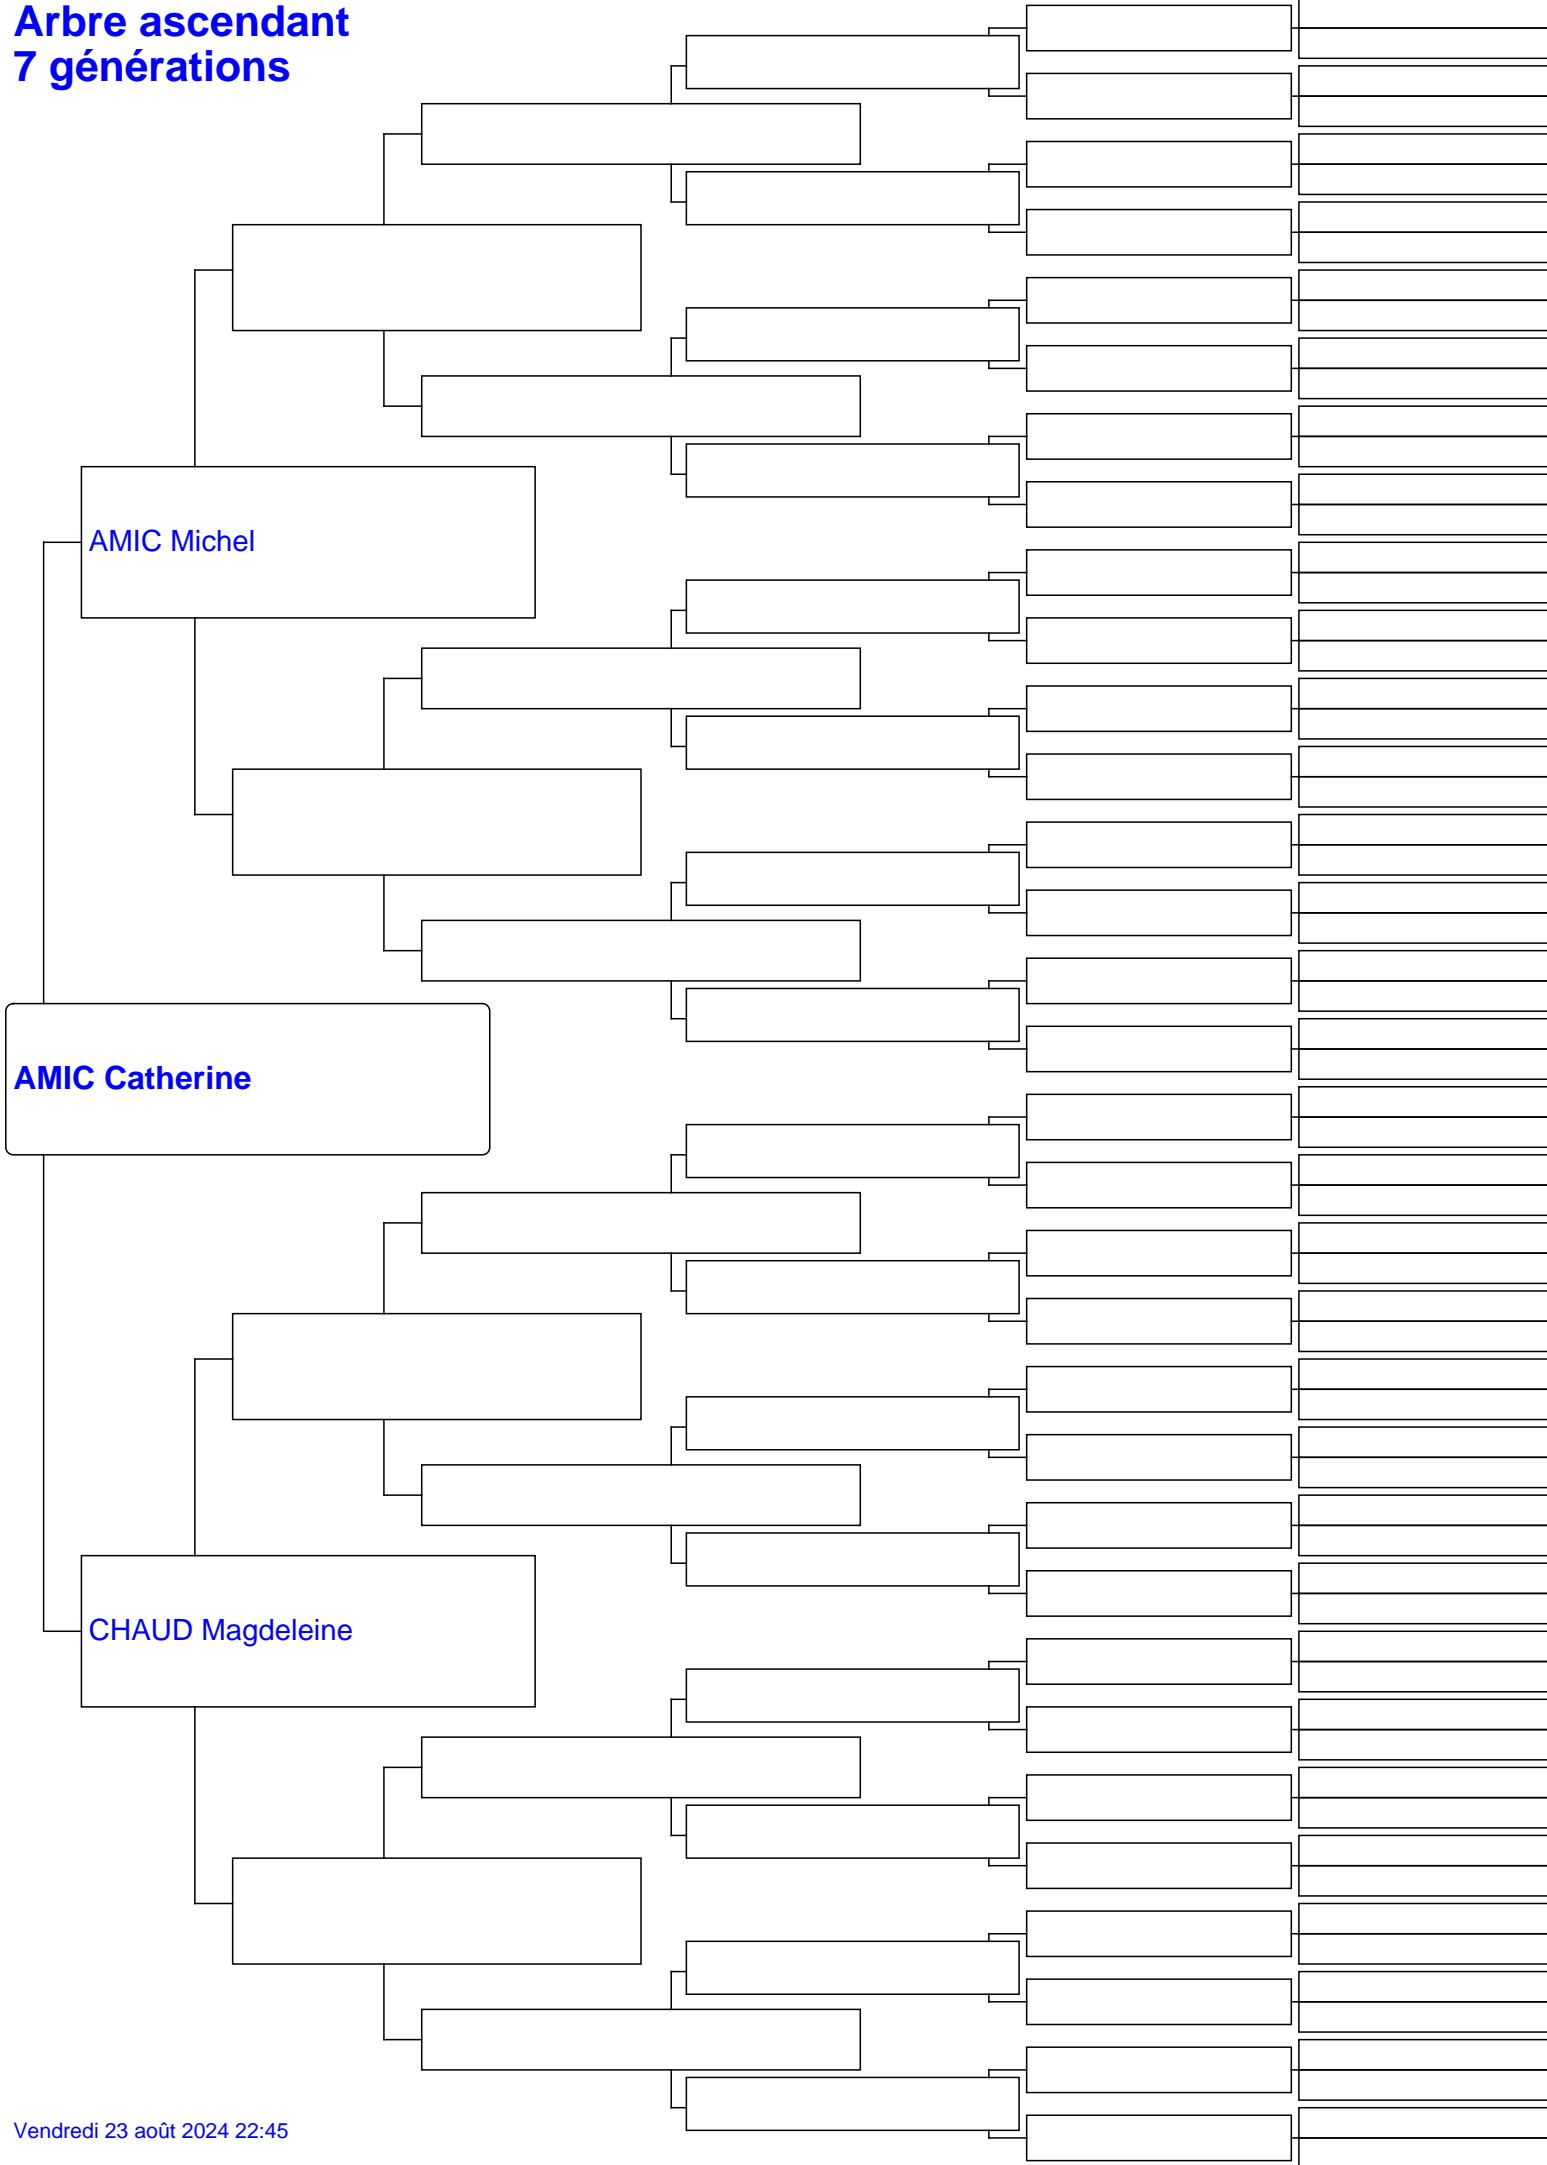 Arbre ascendant
7 générations
AMIC Michel
AMIC Catherine
CHAUD Magdeleine
Vendredi 23 août 2024 22:45